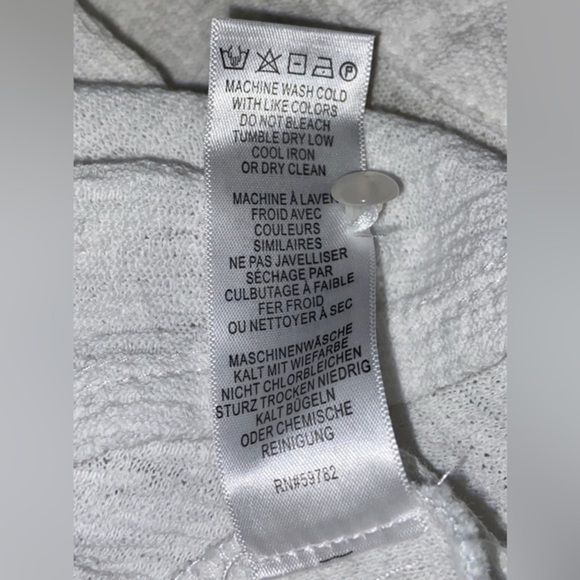 MACHINE WASH COLD
WITH LIKE COLORS
DO NOT BLEACH
TUMBLE DRY LOW
COOL IRON
OR DRY CLEAN
MACHINE À LAVER
FROID AVEC
COULEURS
SIMILAIRES
NE PAS JAVELLISER
SÉCHAGE PAR
CULBUTAGE À FAIBLE
FER FROID
OU NETTOYER À SEC
MASCHINENWÄSCHE
KALT MIT WIEFARBE
NICHT CHLORBLEICHEN
STURZ TROCKEN NIEDRIG
KALT BÜGELN
ODER CHEMISCHE
REINIGUNG
RN#59782